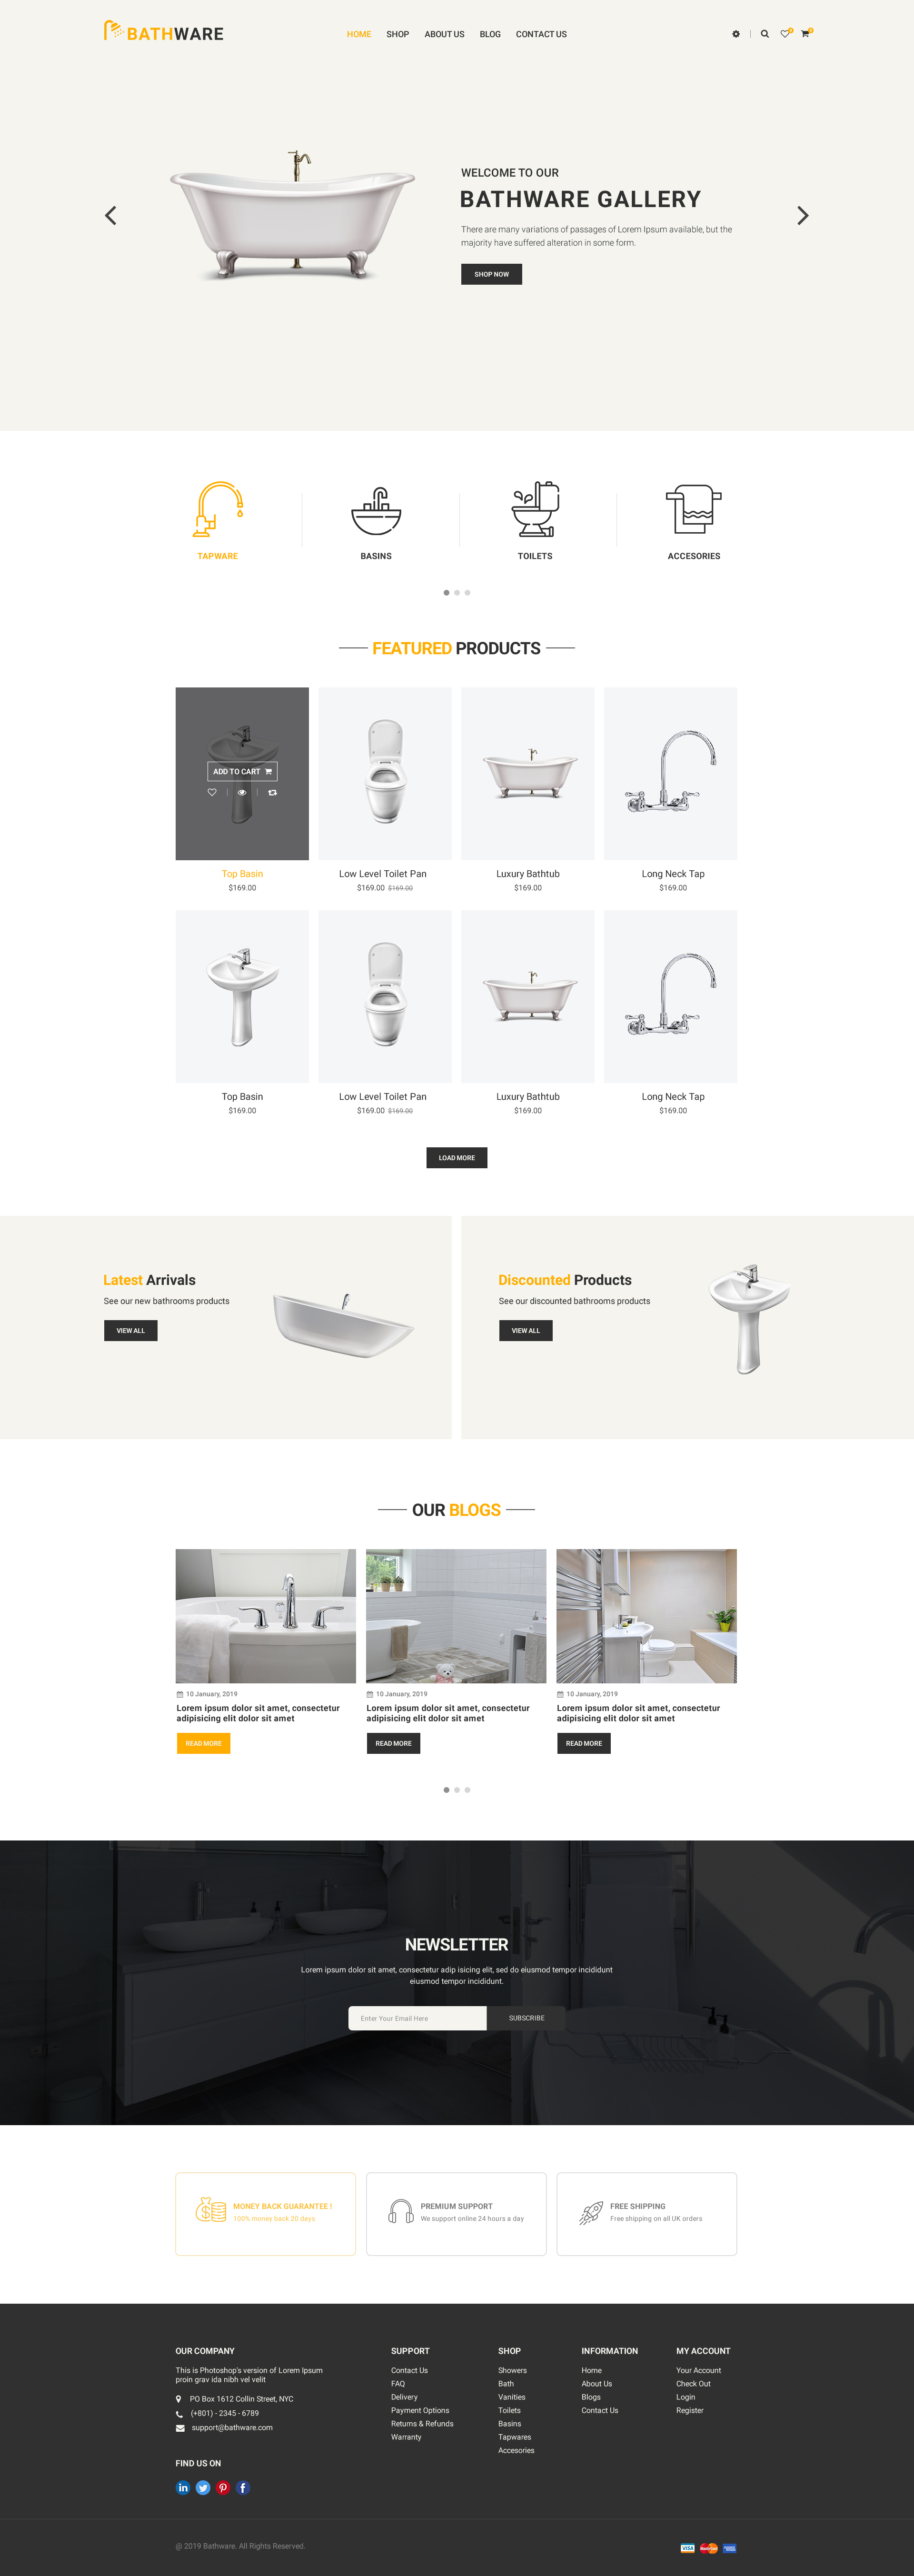 BATHWARE
HOME SHOP ABOUT US BLOG CONTACT US
WELCOME TO OUR
BATHWARE GALLERY
There are many variations of passages of Lorem Ipsum available, but the
majority have suffered alteration in some form.
SHOP NOW
TAPWARE BASINS TOILETS ACCESORIES
FEATURED PRODUCTS
ADD TO CART
Top Basin Low Level Toilet Pan Luxury Bathtub Long Neck Tap
$169.00 $169.00 $169.00 $169.00 $169.00
Top Basin Low Level Toilet Pan Luxury Bathtub Long Neck Tap
$169.00 $169.00 $169.00 $169.00 $169.00
LOAD MORE
Latest Arrivals
See our new bathrooms products
VIEW ALL
Discounted Products
See our discounted bathrooms products
VIEW ALL
OUR BLOGS
10 January, 2019
Lorem ipsum dolor sit amet, consectetur
adipisicing elit dolor sit amet
READ MORE
10 January, 2019
Lorem ipsum dolor sit amet, consectetur
adipisicing elit dolor sit amet
READ MORE
10 January, 2019
Lorem ipsum dolor sit amet, consectetur
adipisicing elit dolor sit amet
READ MORE
NEWSLETTER
Lorem ipsum dolor sit amet, consectetur adip isicing elit, sed do eiusmod tempor incididunt
eiusmod tempor incididunt.
Enter Your Email Here SUBSCRIBE
MONEY BACK GUARANTEE !
100% money back 20 days
PREMIUM SUPPORT
We support online 24 hours a day
FREE SHIPPING
Free shipping on all UK orders
OUR COMPANY
This is Photoshop's version of Lorem Ipsum
proin grav ida nibh vel velit
PO Box 1612 Collin Street, NYC
(+801) - 2345 - 6789
support@bathware.com
FIND US ON
in f
SUPPORT
Contact Us
FAQ
Delivery
Payment Options
Returns & Refunds
Warranty
SHOP
Showers
Bath
Vanities
Toilets
Basins
Tapwares
Accesories
INFORMATION
Home
About Us
Blogs
Contact Us
MY ACCOUNT
Your Account
Check Out
Login
Register
@ 2019 Bathware. All Rights Reserved.
VISA MasterCard